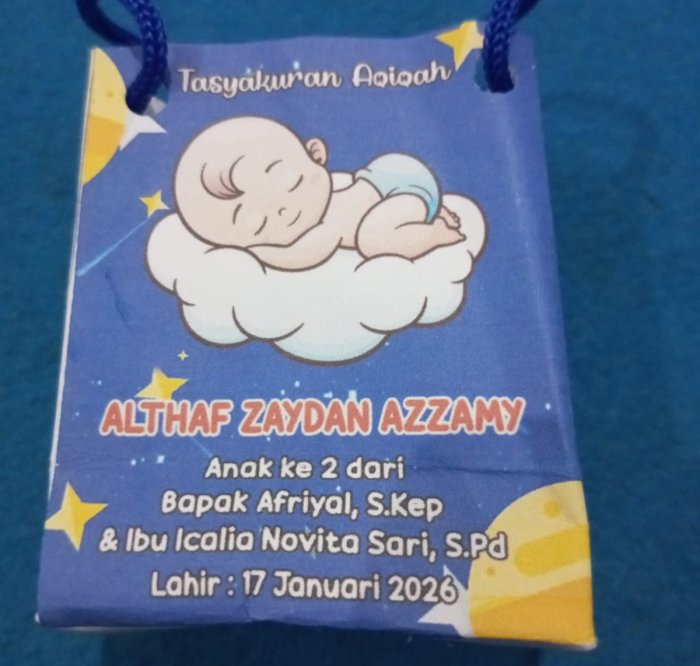 Tasyakuran Aqiqah
ALTHAF ZAYDAN AZZAMY
Anak ke 2 dari
Bapak Afriyal, S.Kep
& Ibu Icalia Novita Sari, S.Pd
Lahir : 17 Januari 2026